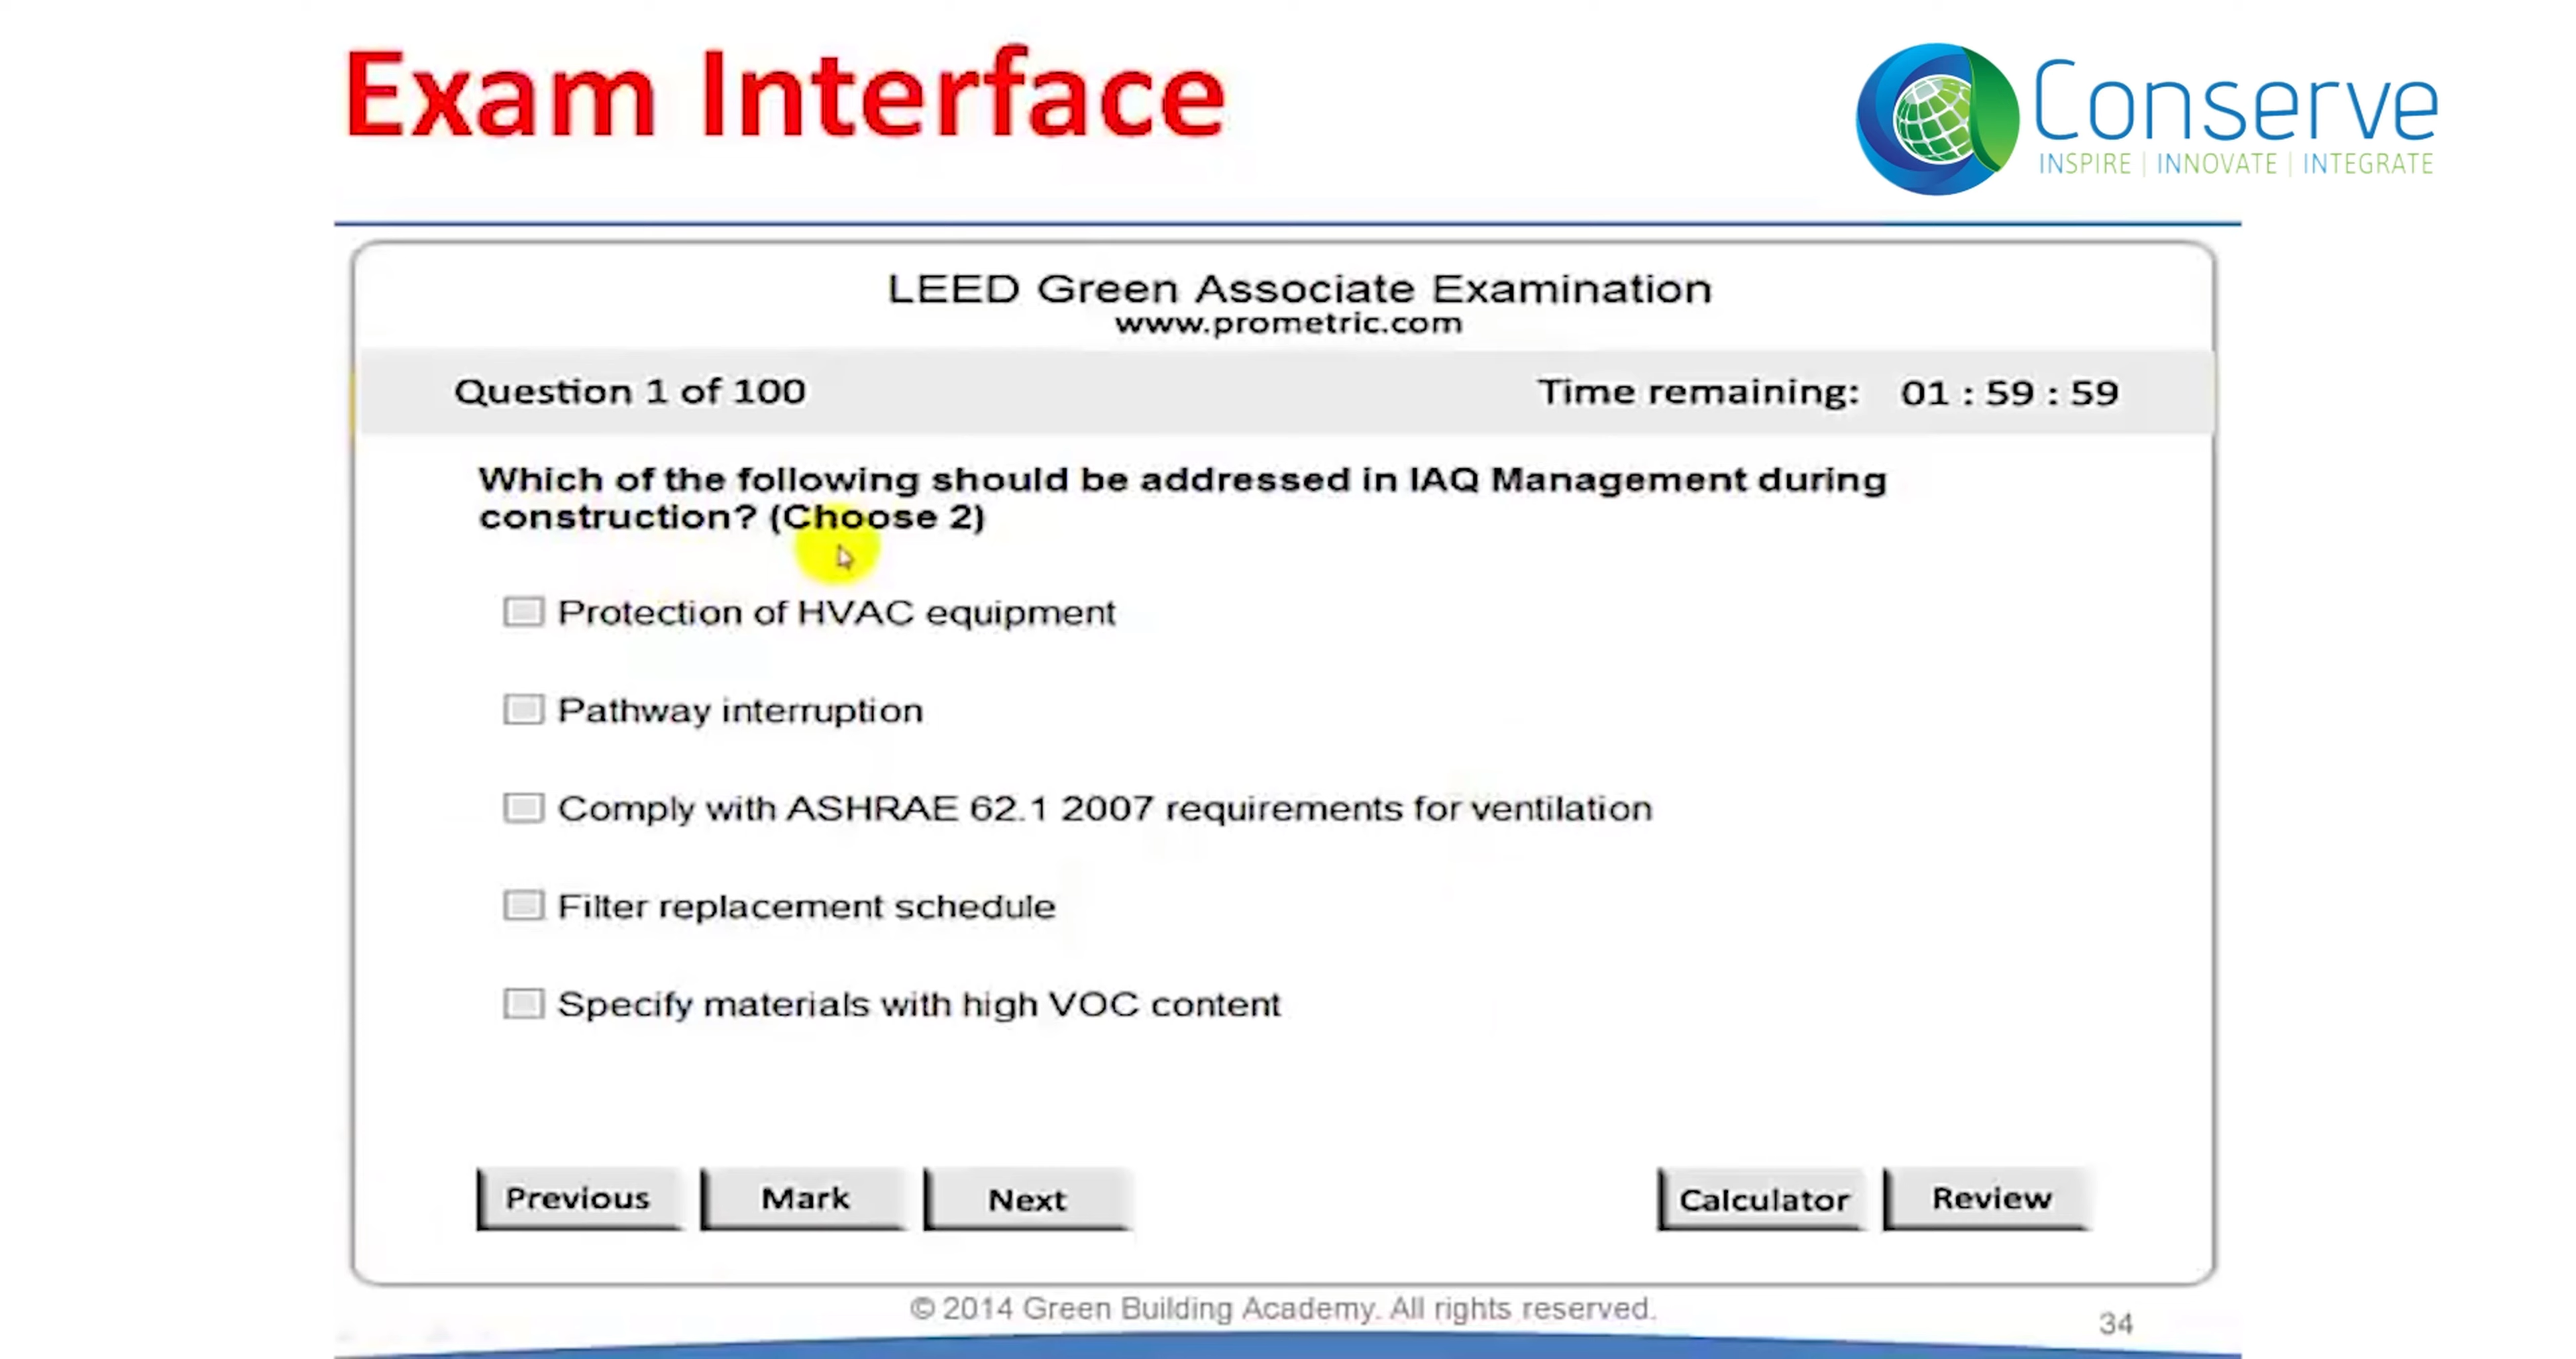 Exam Interface
Conserve
INSPIRE | INNOVATE | INTEGRATE
LEED Green Associate Examination
www.prometric.com
Question 1 of 100
Time remaining: 01 : 59 : 59
Which of the following should be addressed in IAQ Management during
construction? (Choose 2)
Protection of HVAC equipment
Pathway interruption
Comply with ASHRAE 62.1 2007 requirements for ventilation
Filter replacement schedule
Specify materials with high VOC content
Previous
Mark
Next
Calculator
Review
© 2014 Green Building Academy. All rights reserved.
34